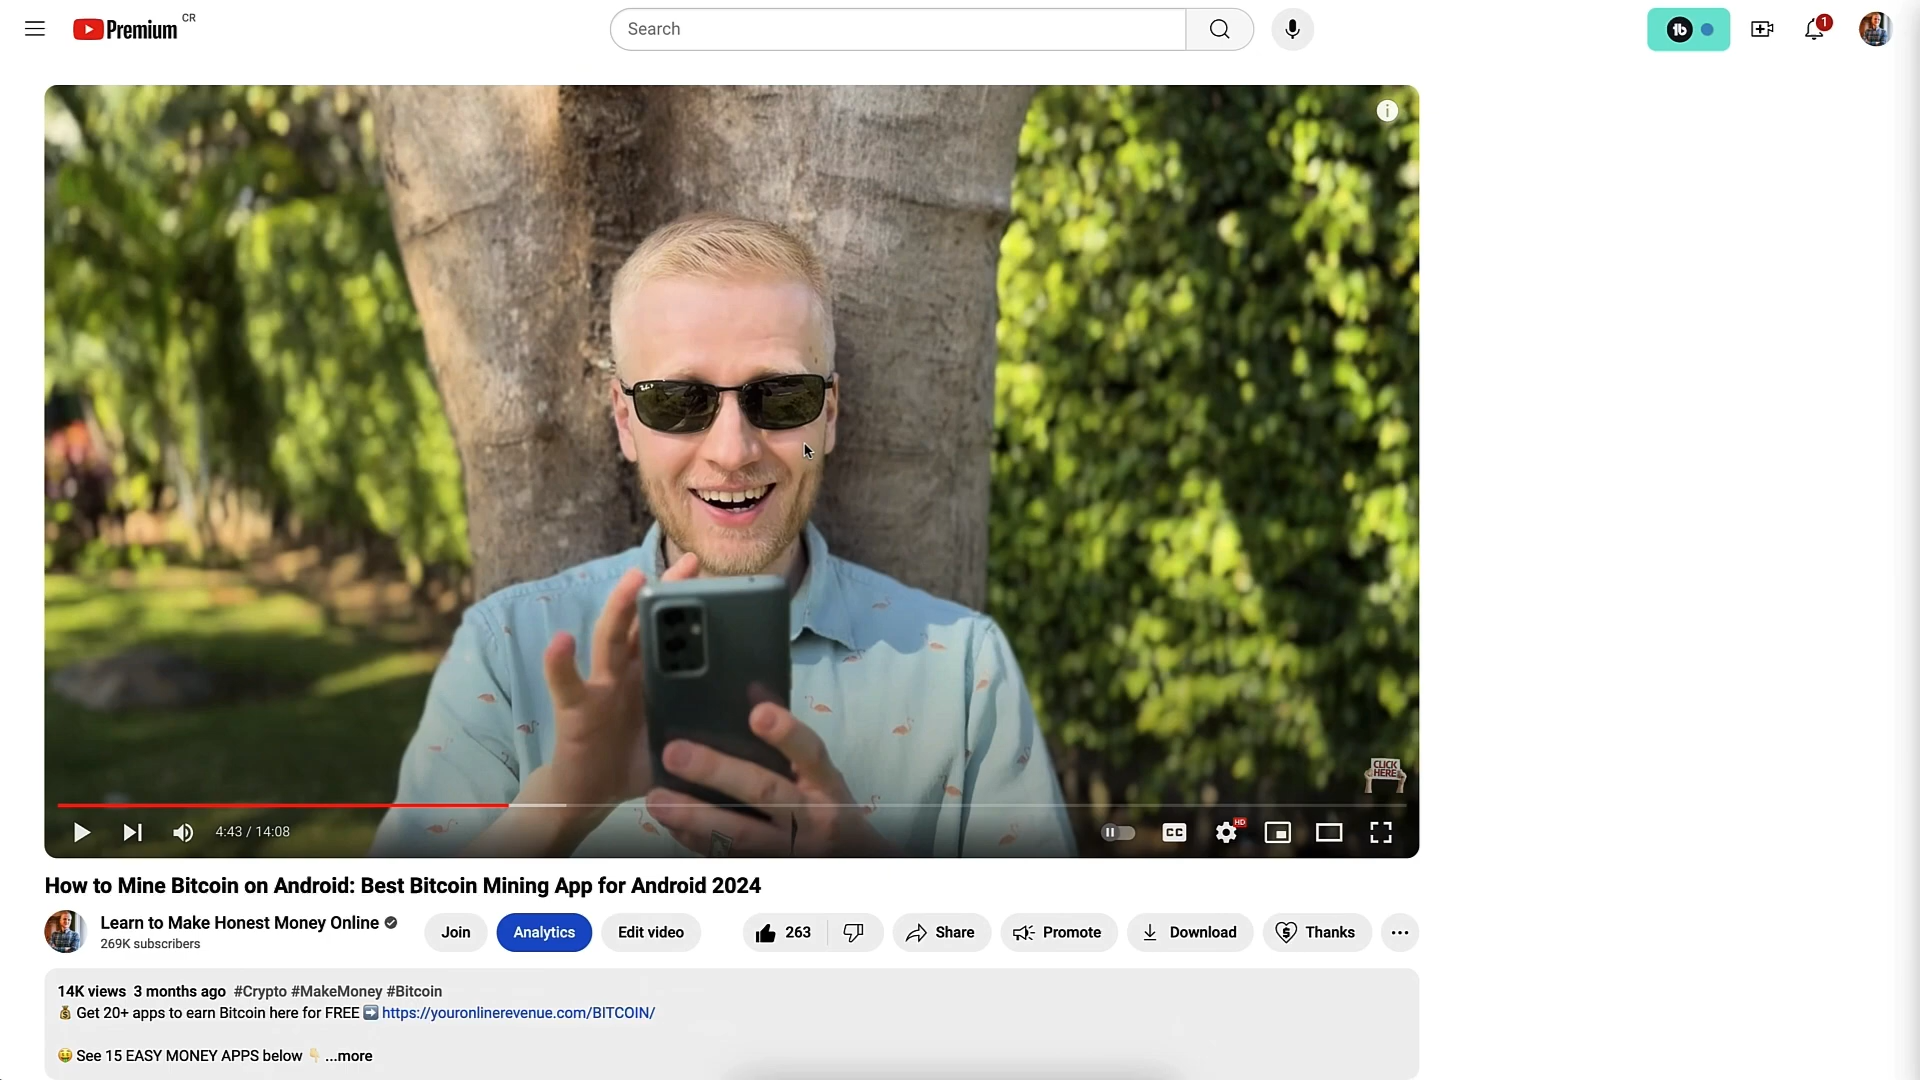 Premium CR
Search
1
CLICK
HERE
4:43 / 14:08
CC
HD
How to Mine Bitcoin on Android: Best Bitcoin Mining App for Android 2024
Learn to Make Honest Money Online
269K subscribers
Join
Analytics
Edit video
263
Share
Promote
Download
Thanks
14K views 3 months ago #Crypto #MakeMoney #Bitcoin
Get 20+ apps to earn Bitcoin here for FREE https://youronlinerevenue.com/BITCOIN/
See 15 EASY MONEY APPS below ...more